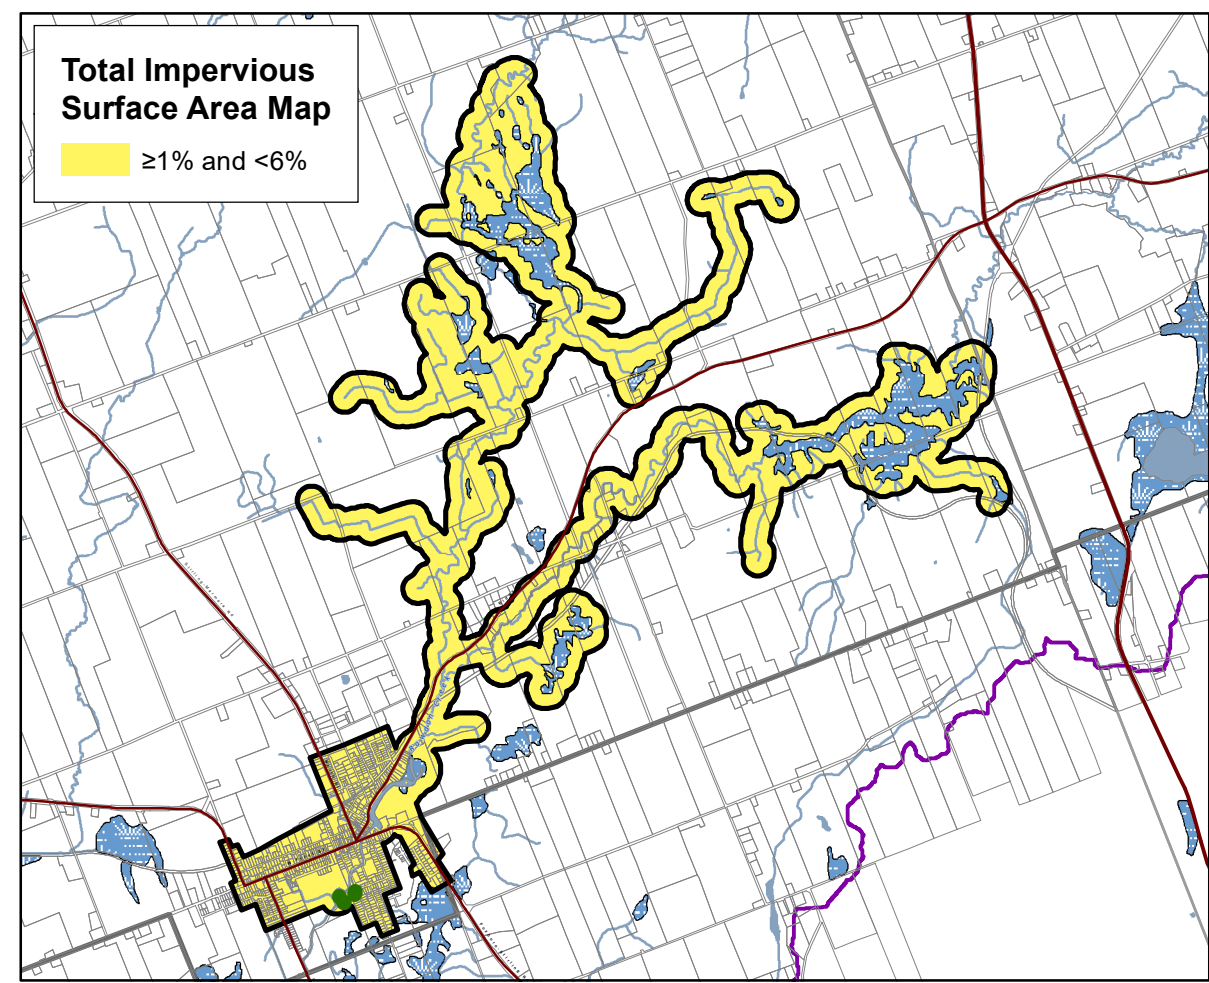 Total Impervious
Surface Area Map
≥1% and <6%